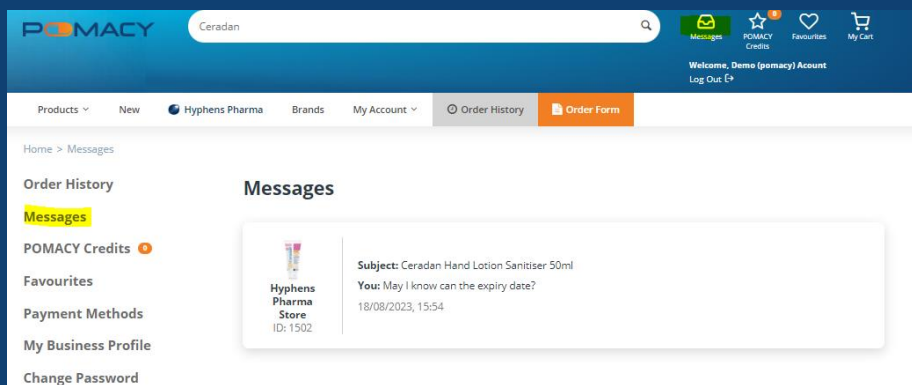 POMACY
Ceradan
Messages
0
POMACY
Credits
Favourites
My Cart
Welcome, Demo (pomacy) Acount
Log Out
Products
New
Hyphens Pharma
Brands
My Account
Order History
Order Form
Home > Messages
Order History
Messages
POMACY Credits 0
Favourites
Payment Methods
My Business Profile
Change Password
Messages
Hyphens
Pharma
Store
ID: 1502
Subject: Ceradan Hand Lotion Sanitiser 50ml
You: May I know can the expiry date?
18/08/2023, 15:54